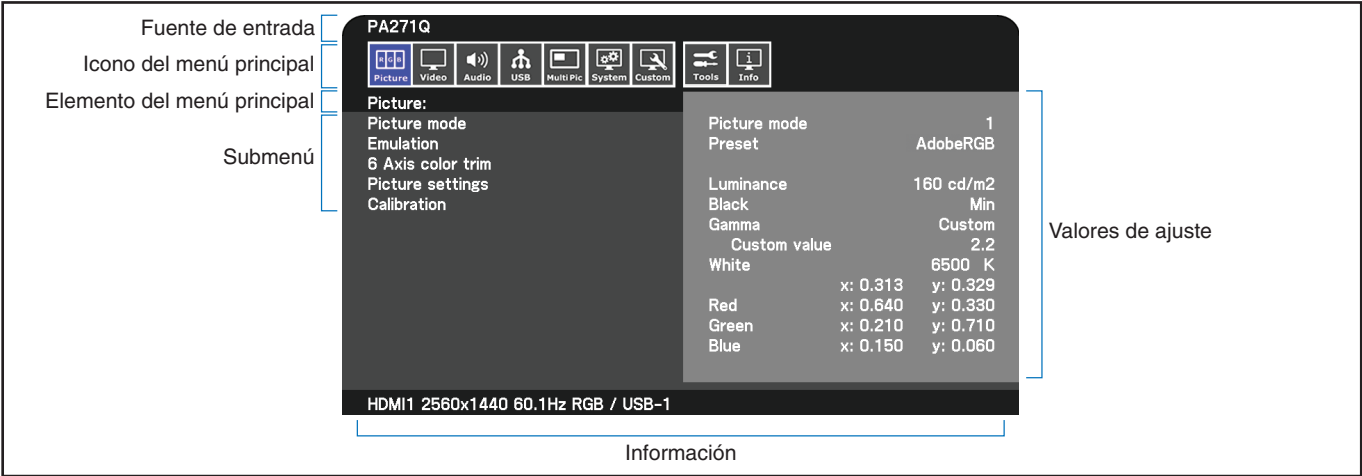 Fuente de entrada
PA271Q
Icono del menú principal
R G B
Picture Video Audio USB MultiPic System Custom Tools Info
Elemento del menú principal
Picture:
Submenú
Picture mode
Emulation
6 Axis color trim
Picture settings
Calibration
Picture mode 1
Preset AdobeRGB
Luminance 160 cd/m2
Black Min
Gamma Custom
Custom value 2.2
White 6500 K
x: 0.313 y: 0.329
Red x: 0.640 y: 0.330
Green x: 0.210 y: 0.710
Blue x: 0.150 y: 0.060
Valores de ajuste
HDMI1 2560x1440 60.1Hz RGB / USB-1
Información